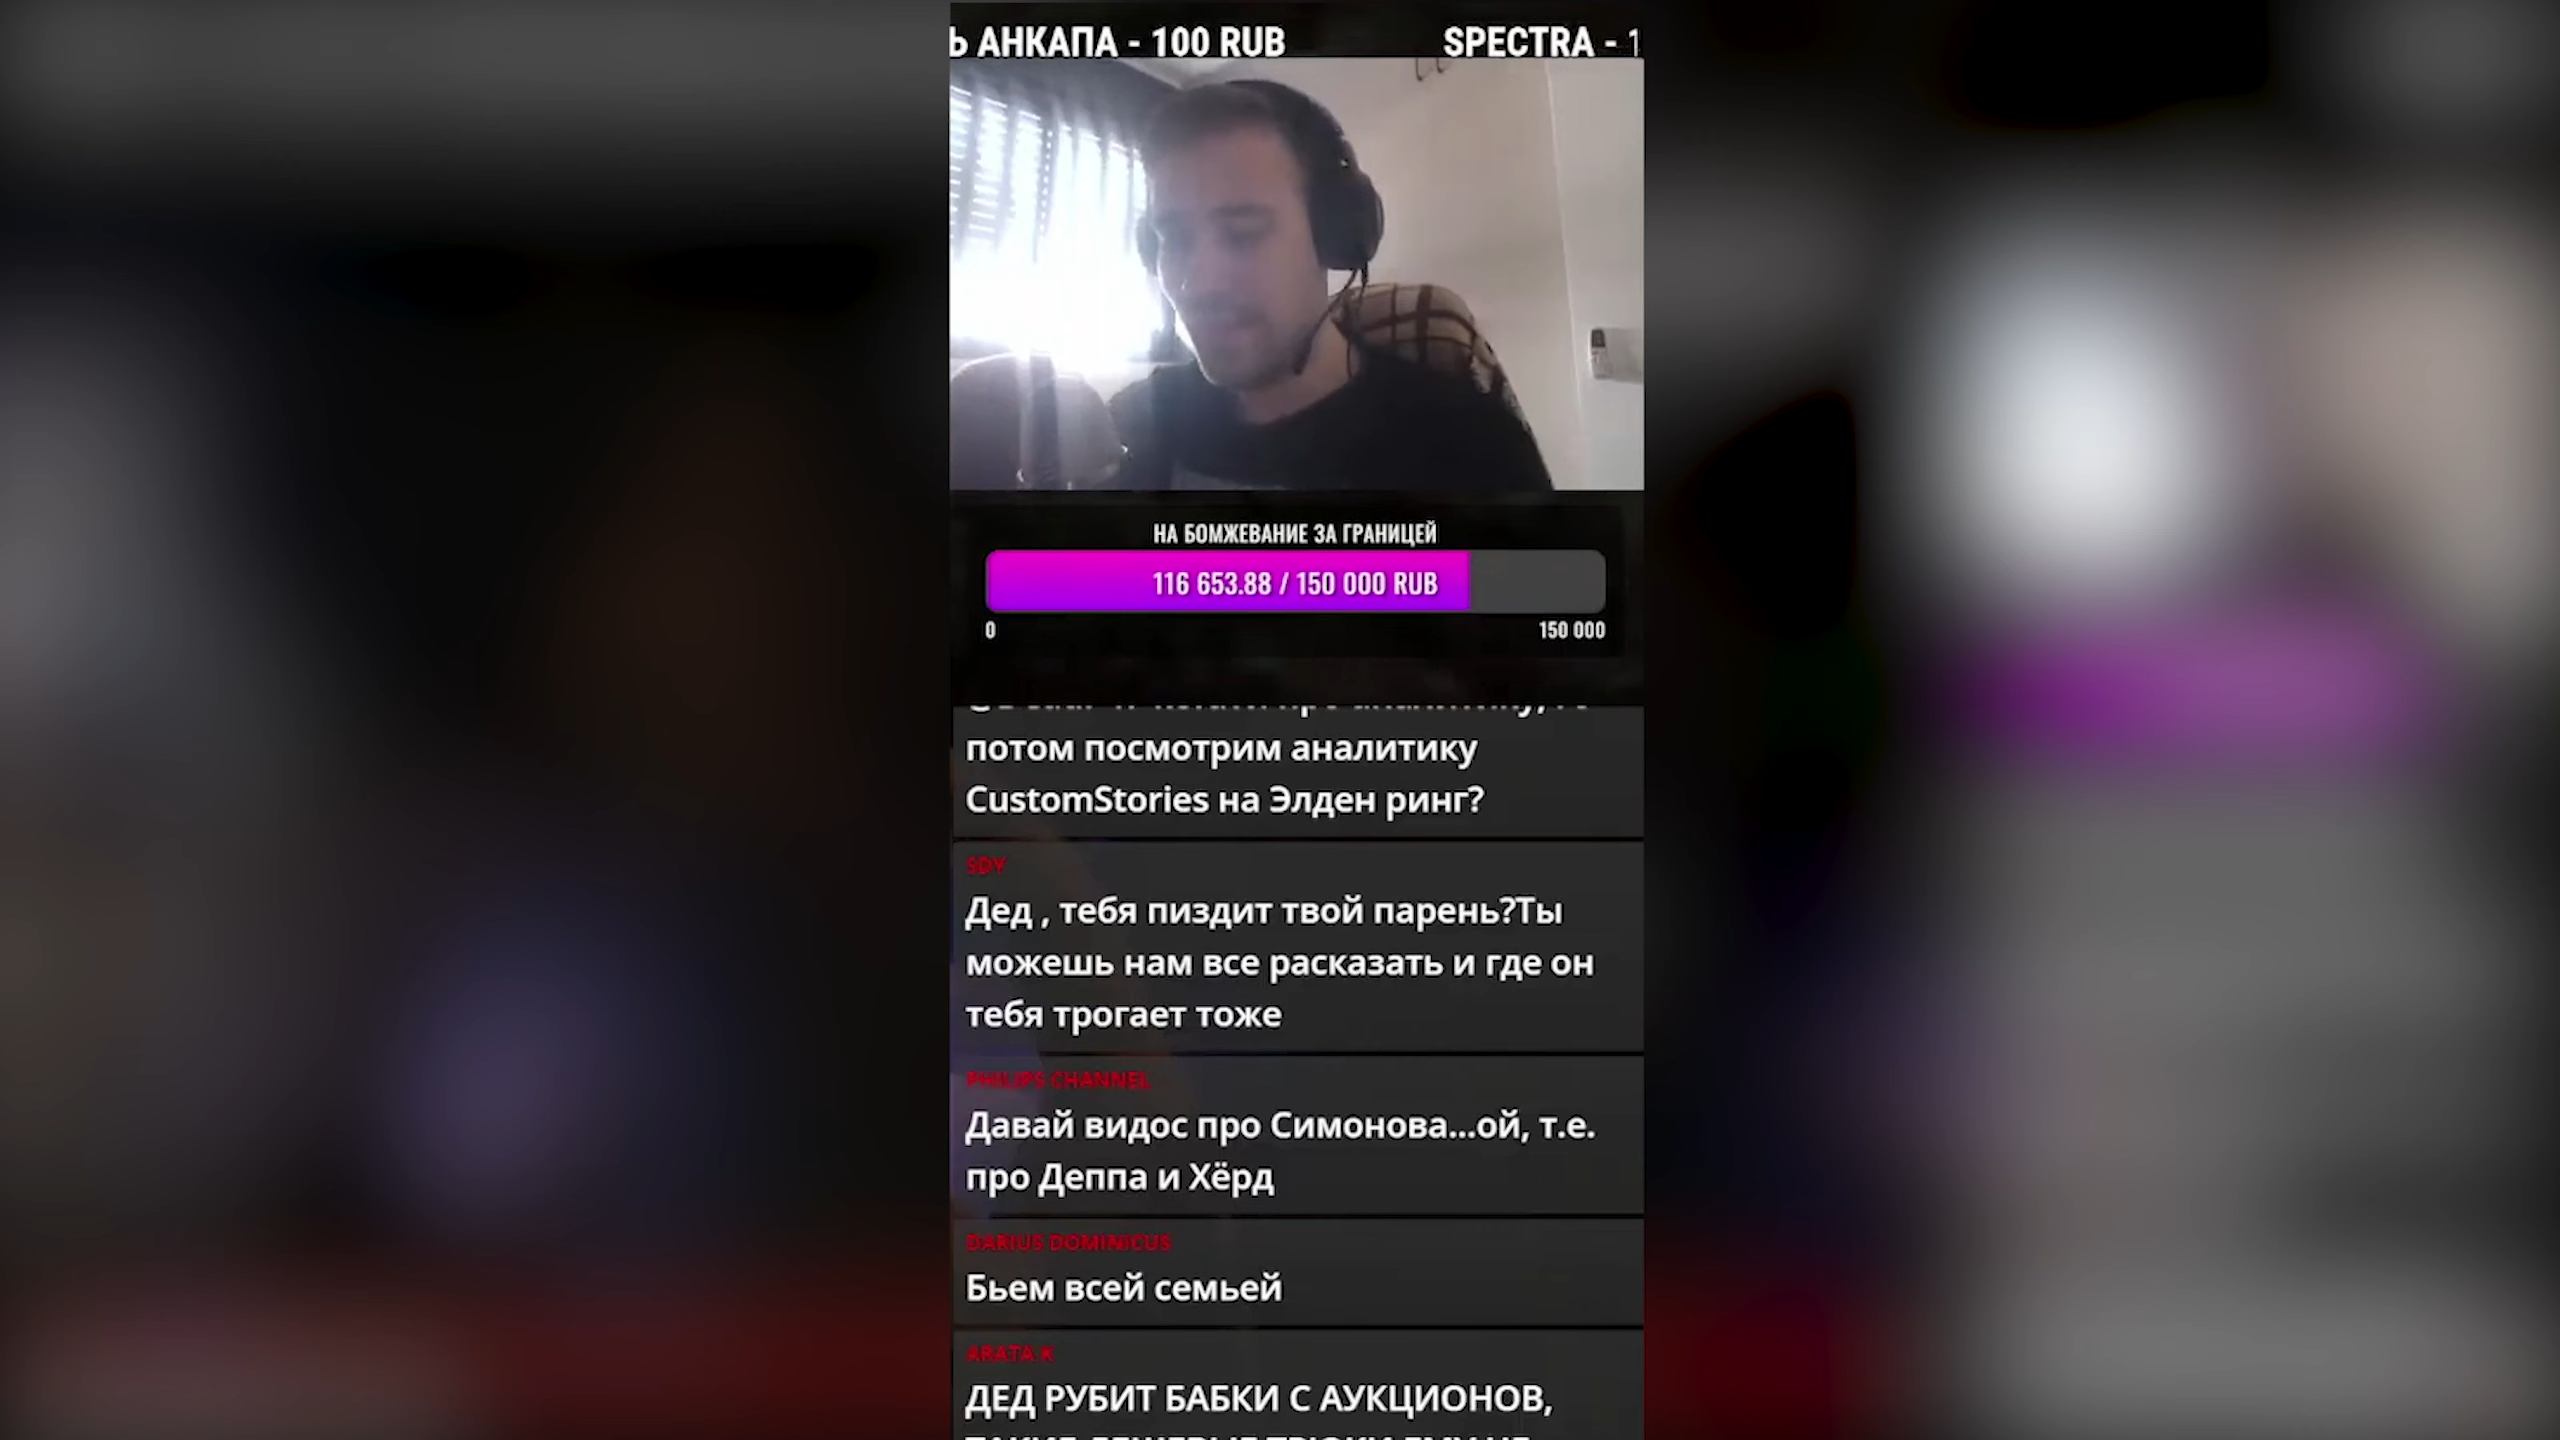 Ь АНКАПА - 100 RUB SPECTRA - 1
НА БОМЖЕВАНИЕ ЗА ГРАНИЦЕЙ
116 653.88 / 150 000 RUB
0 150 000
потом посмотрим аналитику
CustomStories на Элден ринг?
SDY
Дед , тебя пиздит твой парень?Ты
можешь нам все расказать и где он
тебя трогает тоже
PHILIPS CHANNEL
Давай видос про Симонова...ой, т.е.
про Деппа и Хёрд
DARIUS DOMINICUS
Бьем всей семьей
ARATA K
ДЕД РУБИТ БАБКИ С АУКЦИОНОВ,